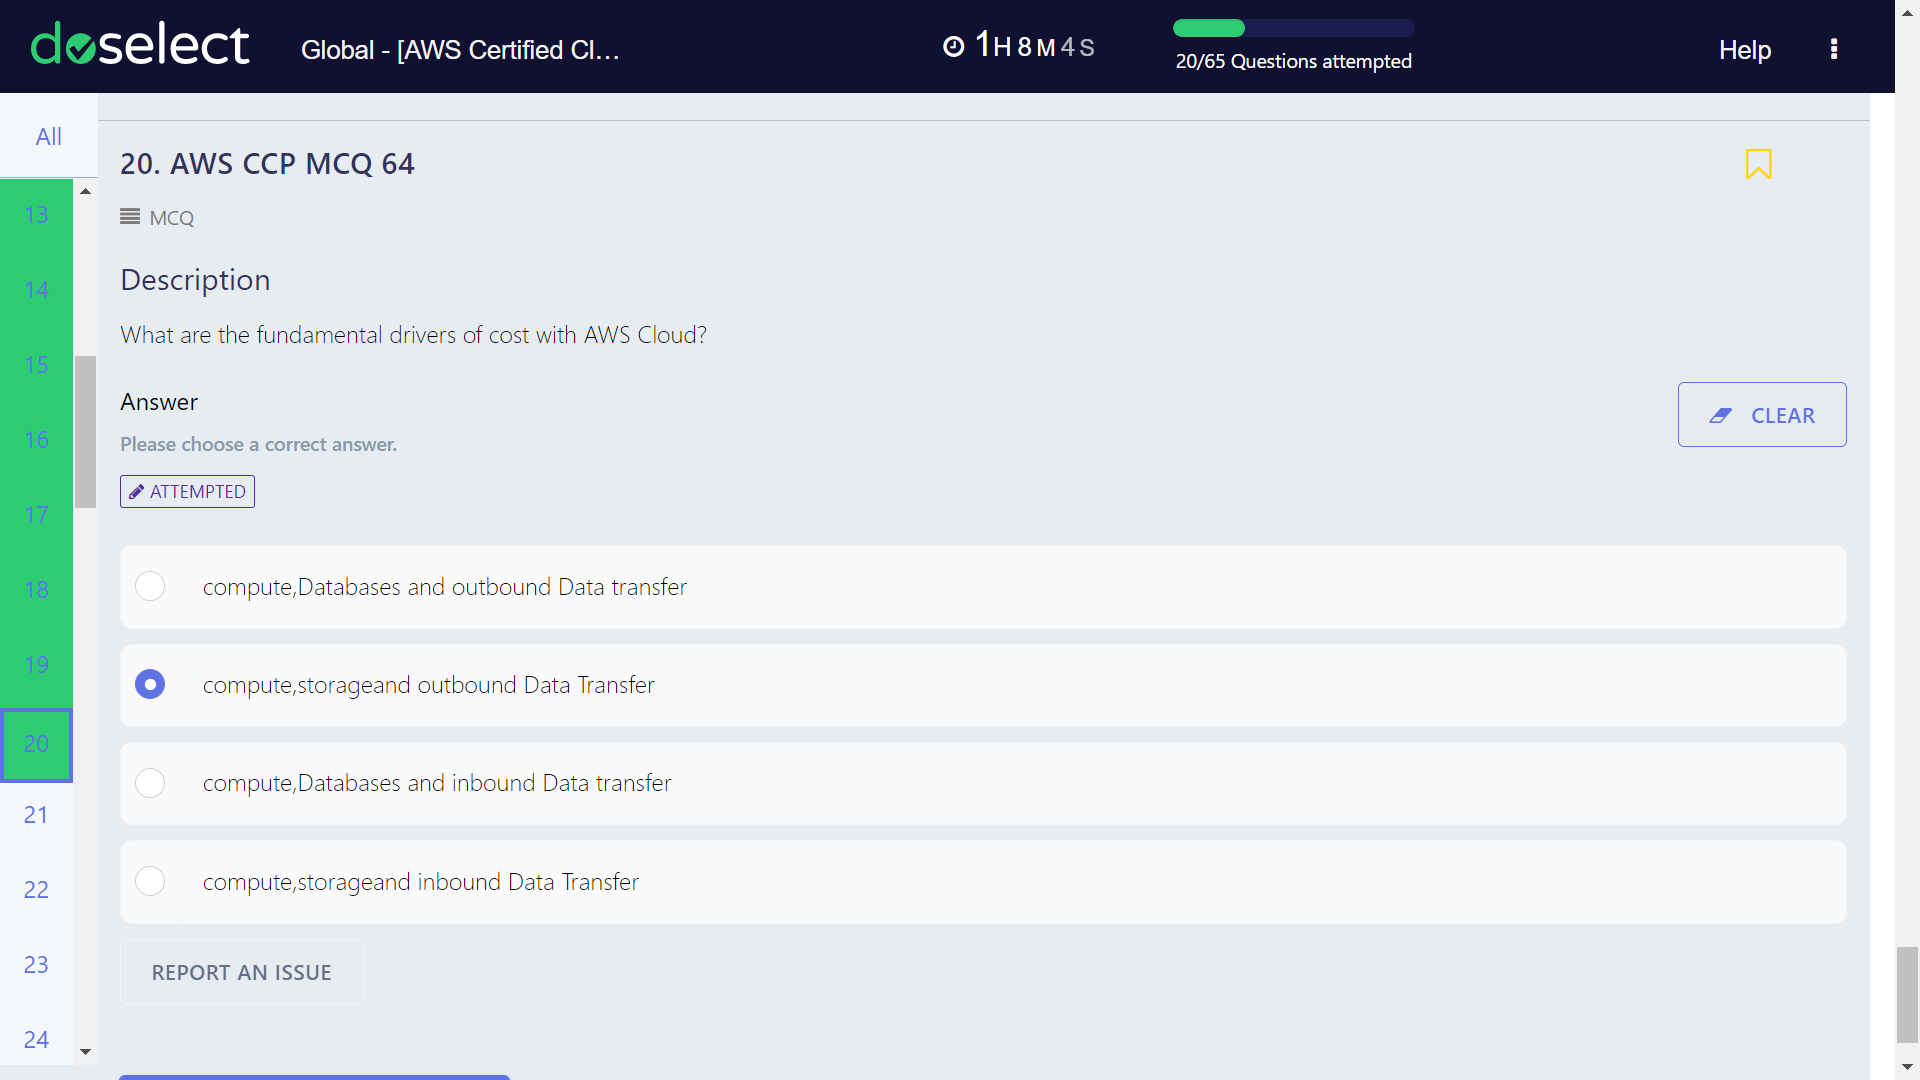 doselect
Global - [AWS Certified Cl...
1H 8M 4S
20/65 Questions attempted
Help
All
13
14
15
16
17
18
19
20
21
22
23
24
20. AWS CCP MCQ 64
MCQ
Description
What are the fundamental drivers of cost with AWS Cloud?
Answer
Please choose a correct answer.
CLEAR
ATTEMPTED
compute,Databases and outbound Data transfer
compute,storageand outbound Data Transfer
compute,Databases and inbound Data transfer
compute,storageand inbound Data Transfer
REPORT AN ISSUE